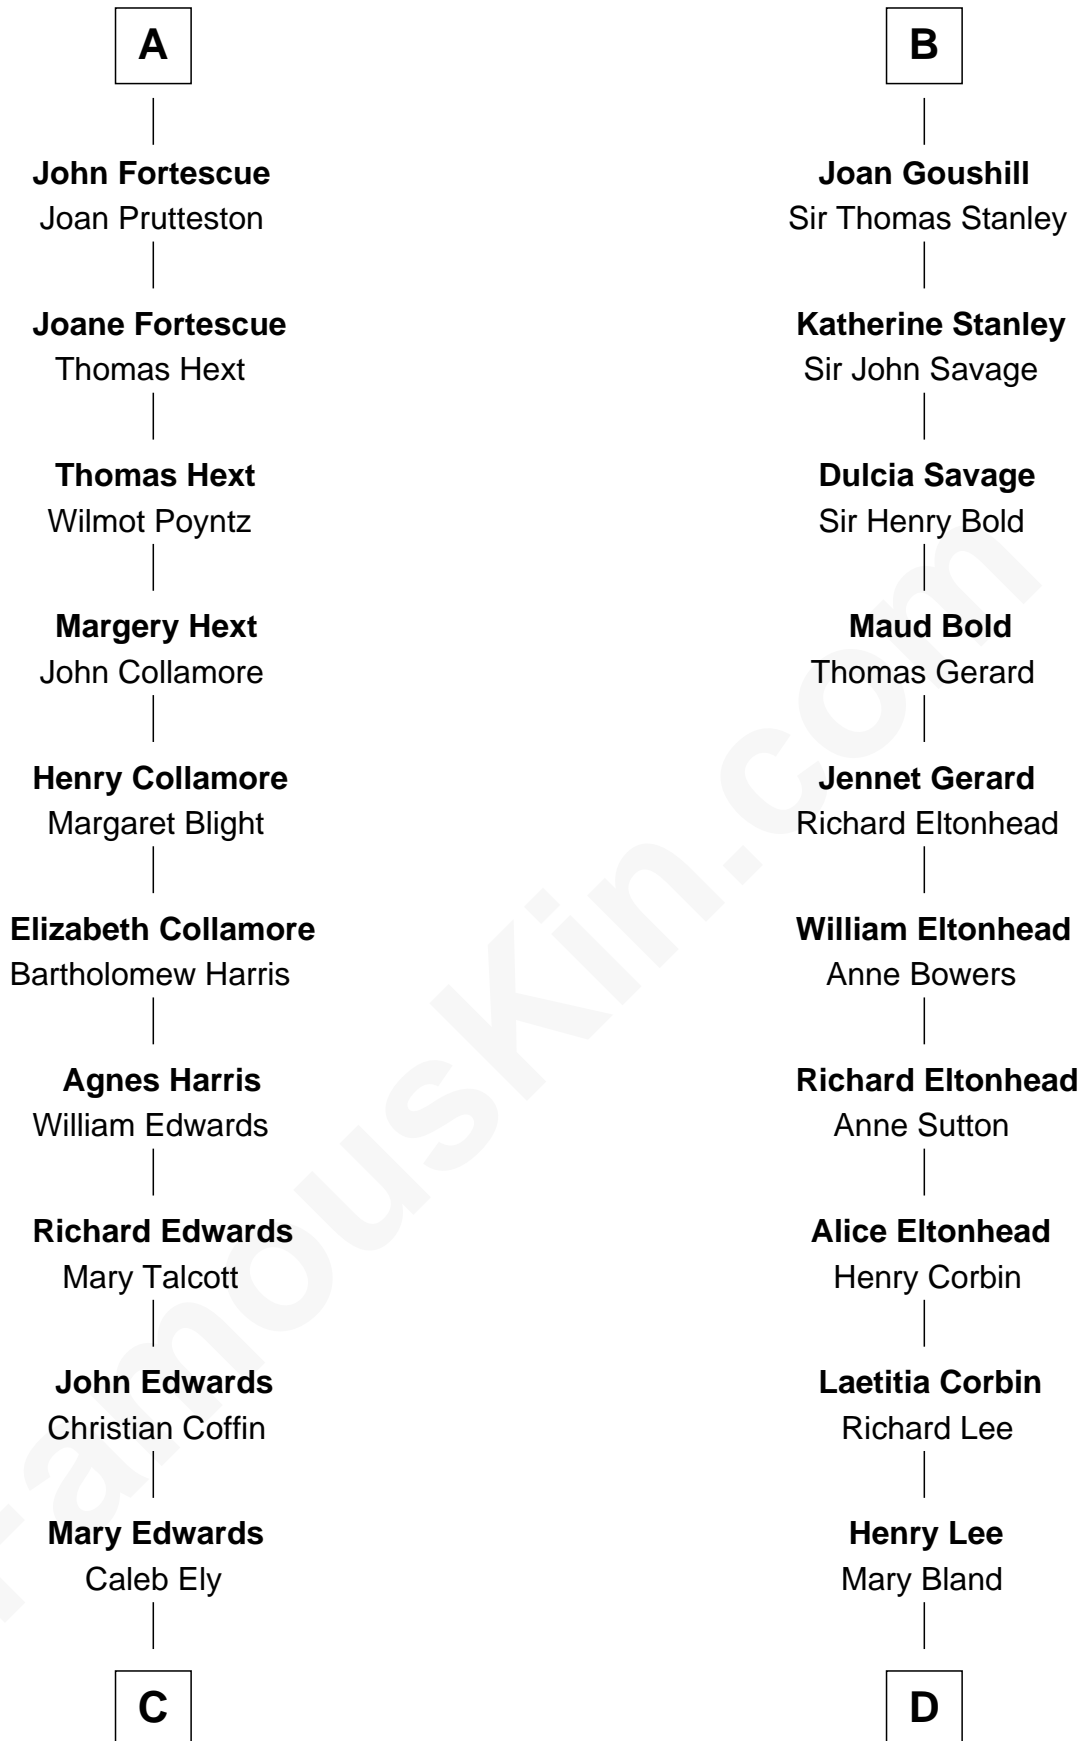 A
John Fortescue
Joan Prutteston
Joane Fortescue
Thomas Hext
Thomas Hext
Wilmot Poyntz
Margery Hext
John Collamore
Henry Collamore
Margaret Blight
Elizabeth Collamore
Bartholomew Harris
Agnes Harris
William Edwards
Richard Edwards
Mary Talcott
John Edwards
Christian Coffin
Mary Edwards
Caleb Ely
C
B
Joan Goushill
Sir Thomas Stanley
Katherine Stanley
Sir John Savage
Dulcia Savage
Sir Henry Bold
Maud Bold
Thomas Gerard
Jennet Gerard
Richard Eltonhead
William Eltonhead
Anne Bowers
Richard Eltonhead
Anne Sutton
Alice Eltonhead
Henry Corbin
Laetitia Corbin
Richard Lee
Henry Lee
Mary Bland
D
FamousKin.com